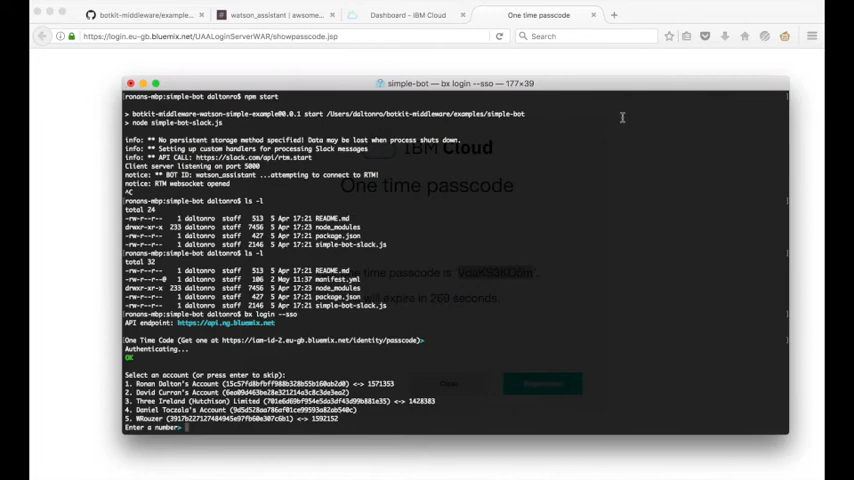 botkit-middleware/example...
watson_assistant | awsome...
Dashboard - IBM Cloud
One time passcode
https://login.eu-gb.bluemix.net/UAALoginServerWAR/showpasscode.jsp
Search
simple-bot — bx login --sso — 177×39
[ronans-mbp:simple-bot daltonro$ npm start
> botkit-middleware-watson-simple-example@0.0.1 start /Users/daltonro/botkit-middleware/examples/simple-bot
> node simple-bot-slack.js
info: ** No persistent storage method specified! Data may be lost when process shuts down.
info: ** Setting up custom handlers for processing Slack messages
info: ** API CALL: https://slack.com/api/rtm.start
Client server listening on port 5000
notice: ** BOT ID: watson_assistant ...attempting to connect to RTM!
notice: RTM websocket opened
^C
[ronans-mbp:simple-bot daltonro$ ls -l
total 24
-rw-r--r-- 1 daltonro staff 513 5 Apr 17:21 README.md
drwxr-xr-x 233 daltonro staff 7456 5 Apr 17:23 node_modules
-rw-r--r-- 1 daltonro staff 427 5 Apr 17:21 package.json
-rw-r--r-- 1 daltonro staff 2146 5 Apr 17:21 simple-bot-slack.js
[ronans-mbp:simple-bot daltonro$ ls -l
total 32
-rw-r--r-- 1 daltonro staff 513 5 Apr 17:21 README.md
-rw-r--r--@ 1 daltonro staff 106 2 May 11:37 manifest.yml
drwxr-xr-x 233 daltonro staff 7456 5 Apr 17:23 node_modules
-rw-r--r-- 1 daltonro staff 427 5 Apr 17:21 package.json
-rw-r--r-- 1 daltonro staff 2146 5 Apr 17:21 simple-bot-slack.js
[ronans-mbp:simple-bot daltonro$ bx login --sso
API endpoint: https://api.ng.bluemix.net
One Time Code (Get one at https://iam-id-2.eu-gb.bluemix.net/identity/passcode)>
Authenticating...
OK
Select an account (or press enter to skip):
1. Ronan Dalton's Account <-> 1571353
2. David Curran's Account
3. Three Ireland (Hutchison) Limited <-> 1428383
4. Daniel Toczala's Account
5. WRouzer <-> 1592152
Enter a number>
IBM Cloud
One time passcode
time passcode is
will expire in 269 seconds.